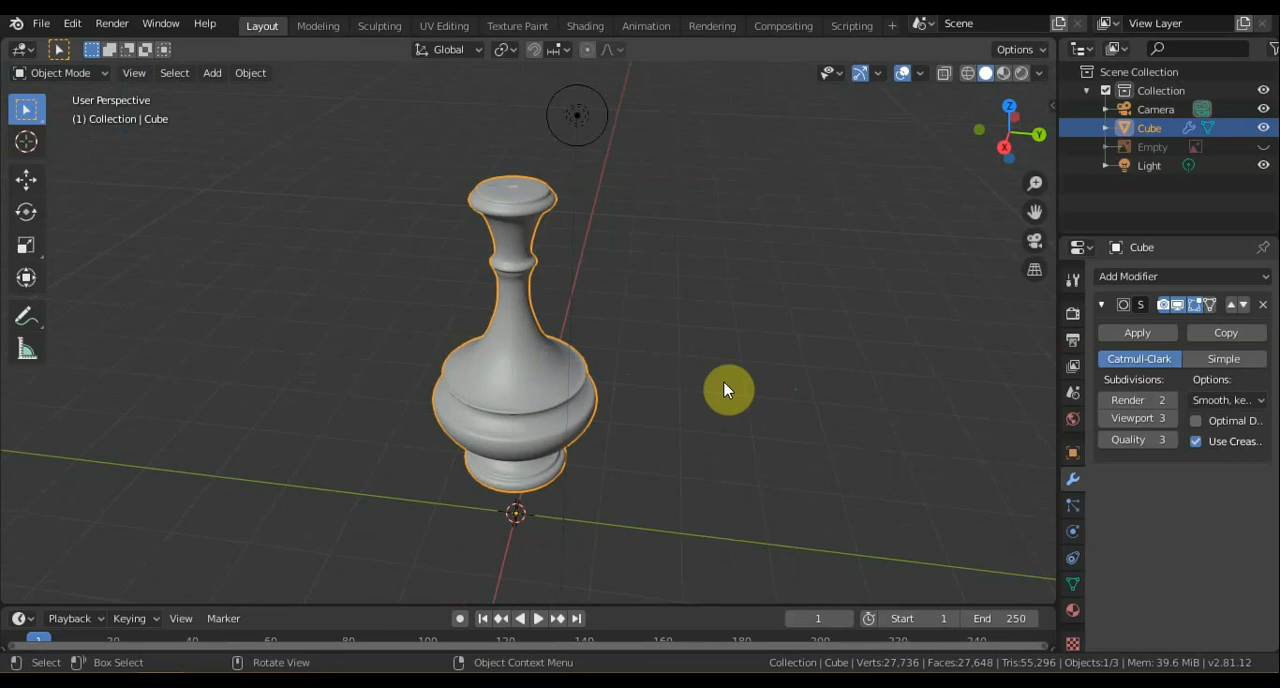 File Edit Render Window Help Layout Modeling Sculpting UV Editing Texture Paint Shading Animation Rendering Compositing Scripting + Scene View Layer
Global Options
Object Mode View Select Add Object
User Perspective
(1) Collection | Cube
Z
Y
X
Scene Collection
Collection
Camera
Cube
Empty
Light
Cube
Add Modifier
S
Apply Copy
Catmull-Clark Simple
Subdivisions: Options:
Render 2 Smooth, ke..
Viewport 3 Optimal D..
Quality 3 Use Creas..
Playback Keying View Marker 1 Start 1 End 250
1 20 40 60 80 100 120 140 160 180 200 220 240
Select Box Select Rotate View Object Context Menu Collection | Cube | Verts:27,736 | Faces:27,648 | Tris:55,296 | Objects:1/3 | Mem: 39.6 MiB | v2.81.12